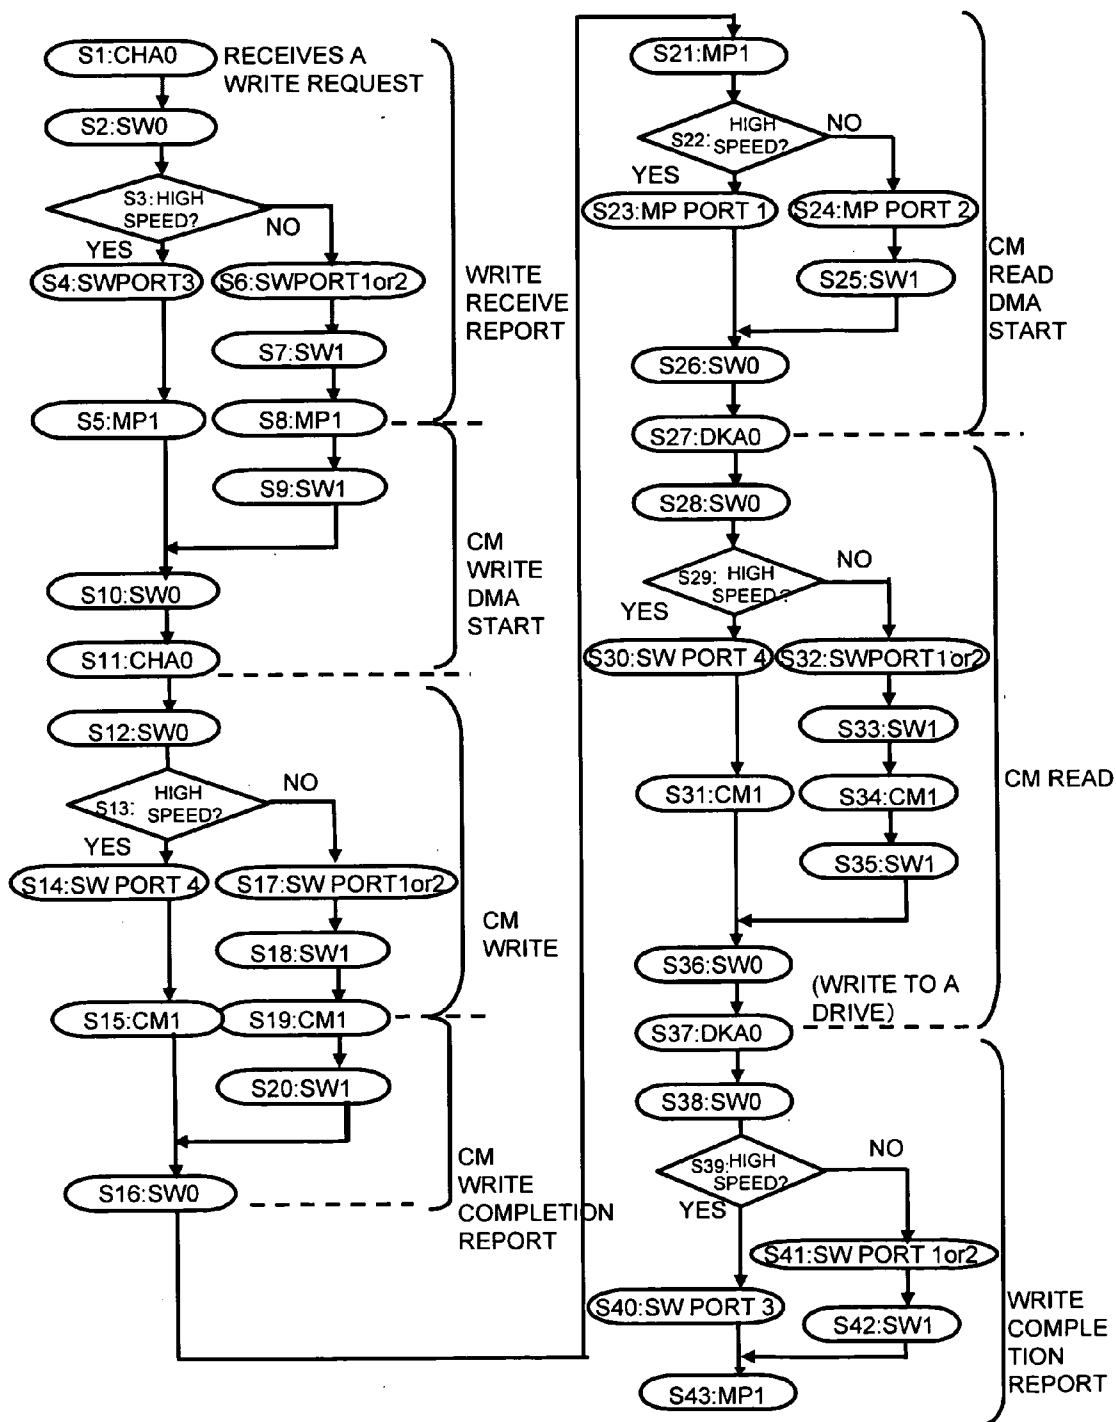 S1:CHA0
RECEIVES A
WRITE REQUEST
S2:SW0
S3:HIGH
SPEED?
NO
YES
S4:SWPORT3
S6:SWPORT1or2
WRITE
RECEIVE
REPORT
S7:SW1
S5:MP1
S8:MP1
S9:SW1
CM
WRITE
DMA
START
S10:SW0
S11:CHA0
S12:SW0
S13:
HIGH
SPEED?
NO
YES
S14:SW PORT 4
S17:SW PORT1or2
CM
WRITE
S18:SW1
S15:CM1
S19:CM1
S20:SW1
CM
WRITE
COMPLETION
REPORT
S16:SW0
S21:MP1
S22:
HIGH
SPEED?
NO
YES
S23:MP PORT 1
S24:MP PORT 2
CM
READ
DMA
START
S25:SW1
S26:SW0
S27:DKA0
S28:SW0
S29:
HIGH
SPEED?
NO
YES
S30:SW PORT 4
S32:SWPORT1or2
S33:SW1
CM READ
S31:CM1
S34:CM1
S35:SW1
S36:SW0
(WRITE TO A
DRIVE)
S37:DKA0
S38:SW0
S39:HIGH
SPEED?
NO
YES
S41:SW PORT 1or2
S40:SW PORT 3
S42:SW1
WRITE
COMPLE
TION
REPORT
S43:MP1